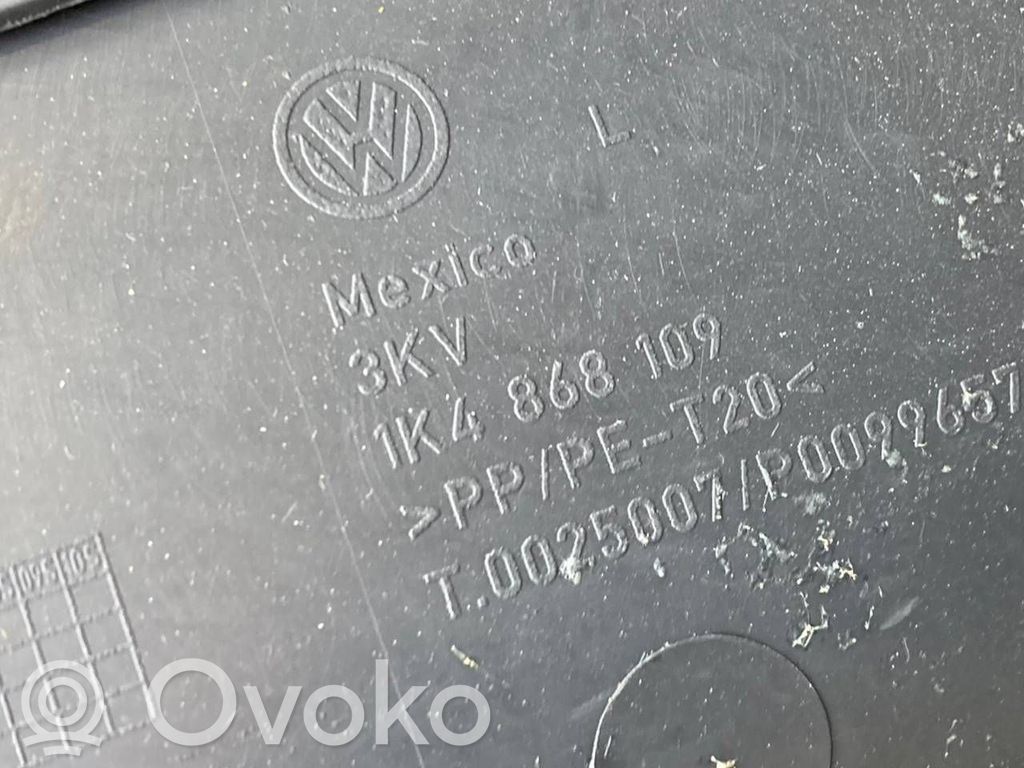 L
Mexico
3KV
1K4 868 109
>PP/PE-T20<
T.0025007/P0099657
Ovoko